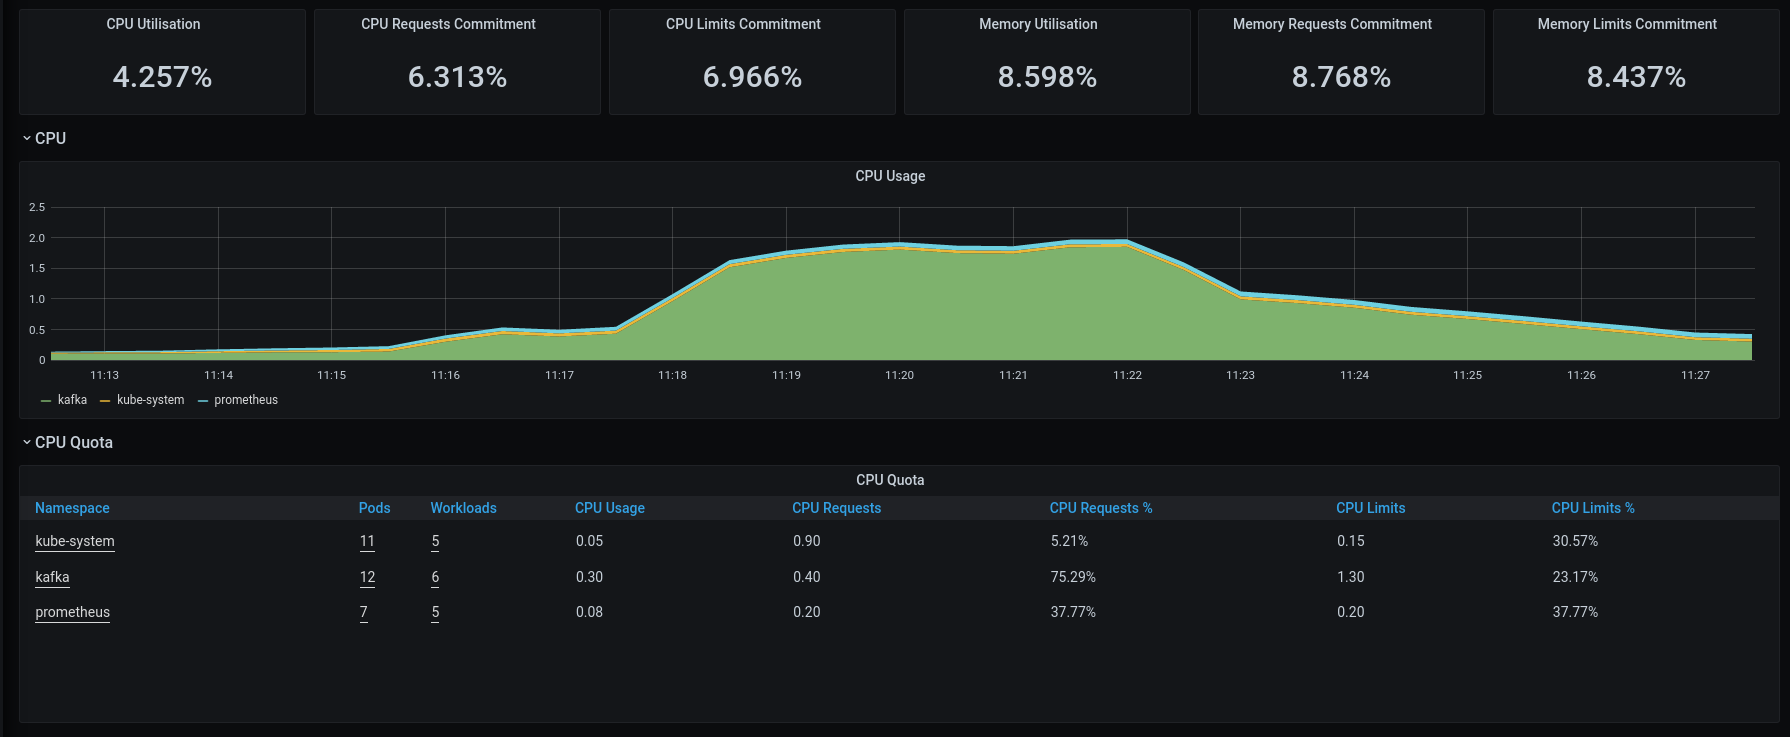 CPU Utilisation CPU Requests Commitment CPU Limits Commitment Memory Utilisation Memory Requests Commitment Memory Limits Commitment
4.257% 6.313% 6.966% 8.598% 8.768% 8.437%
CPU
CPU Usage
2.5
2.0
1.5
1.0
0.5
0
11:13 11:14 11:15 11:16 11:17 11:18 11:19 11:20 11:21 11:22 11:23 11:24 11:25 11:26 11:27
kafka kube-system prometheus
CPU Quota
CPU Quota
Namespace Pods Workloads CPU Usage CPU Requests CPU Requests % CPU Limits CPU Limits %
kube-system 11 5 0.05 0.90 5.21% 0.15 30.57%
kafka 12 6 0.30 0.40 75.29% 1.30 23.17%
prometheus 7 5 0.08 0.20 37.77% 0.20 37.77%